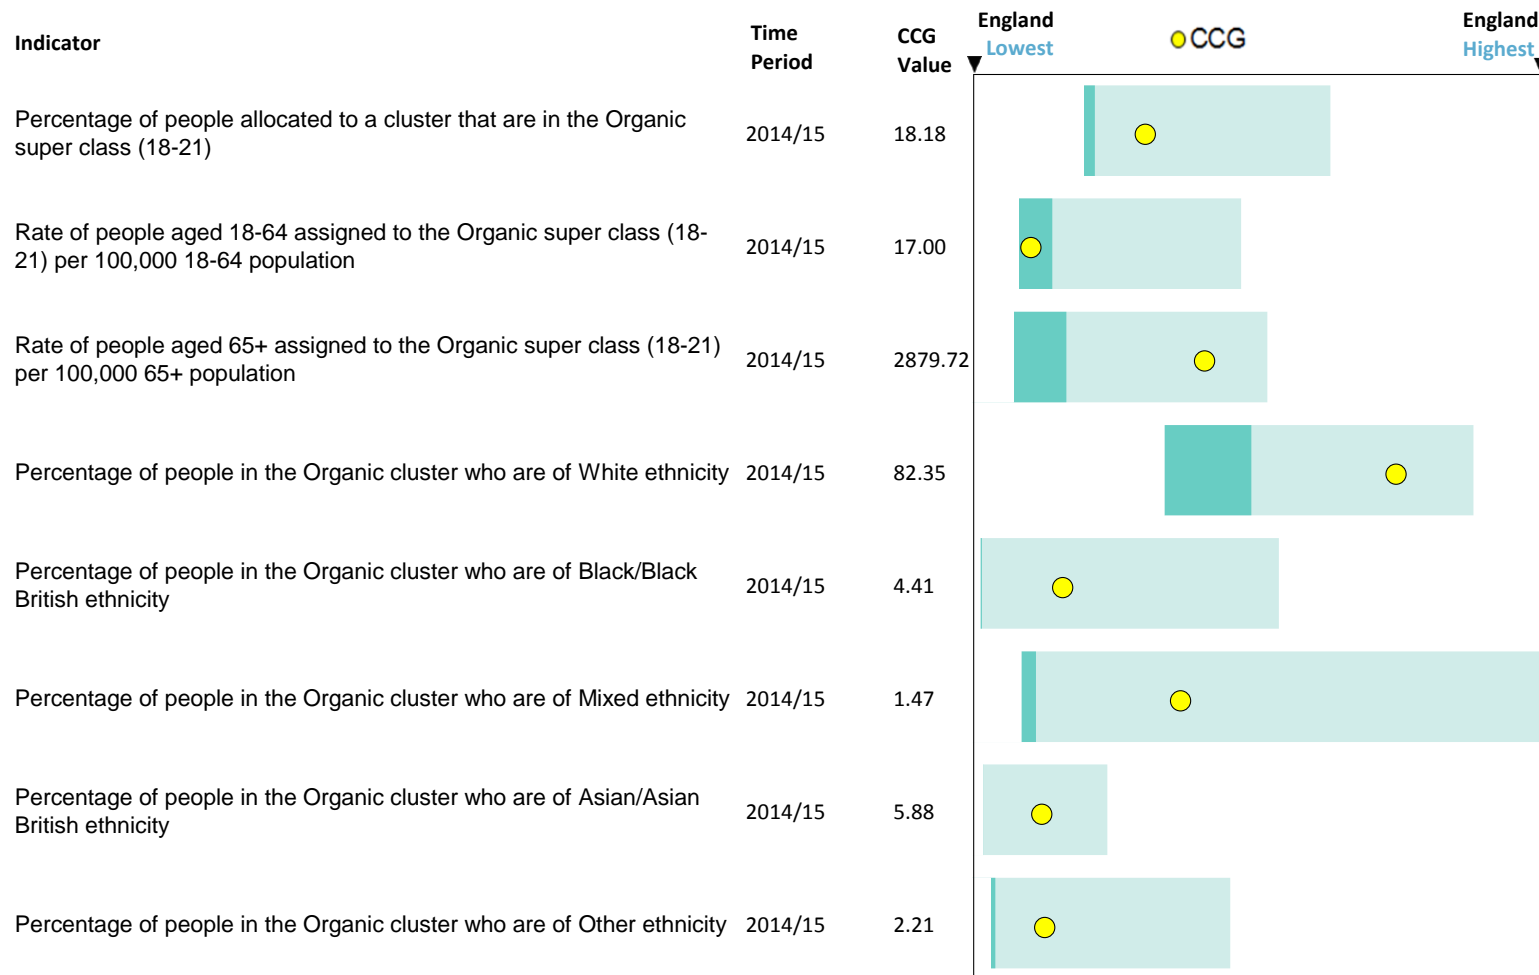 Indicator
Time
Period
CCG
Value
England
Lowest
CCG
England
Highest
Percentage of people allocated to a cluster that are in the Organic
super class (18-21)
2014/15
18.18
Rate of people aged 18-64 assigned to the Organic super class (18-
21) per 100,000 18-64 population
2014/15
17.00
Rate of people aged 65+ assigned to the Organic super class (18-21)
per 100,000 65+ population
2014/15
2879.72
Percentage of people in the Organic cluster who are of White ethnicity
2014/15
82.35
Percentage of people in the Organic cluster who are of Black/Black
British ethnicity
2014/15
4.41
Percentage of people in the Organic cluster who are of Mixed ethnicity
2014/15
1.47
Percentage of people in the Organic cluster who are of Asian/Asian
British ethnicity
2014/15
5.88
Percentage of people in the Organic cluster who are of Other ethnicity
2014/15
2.21